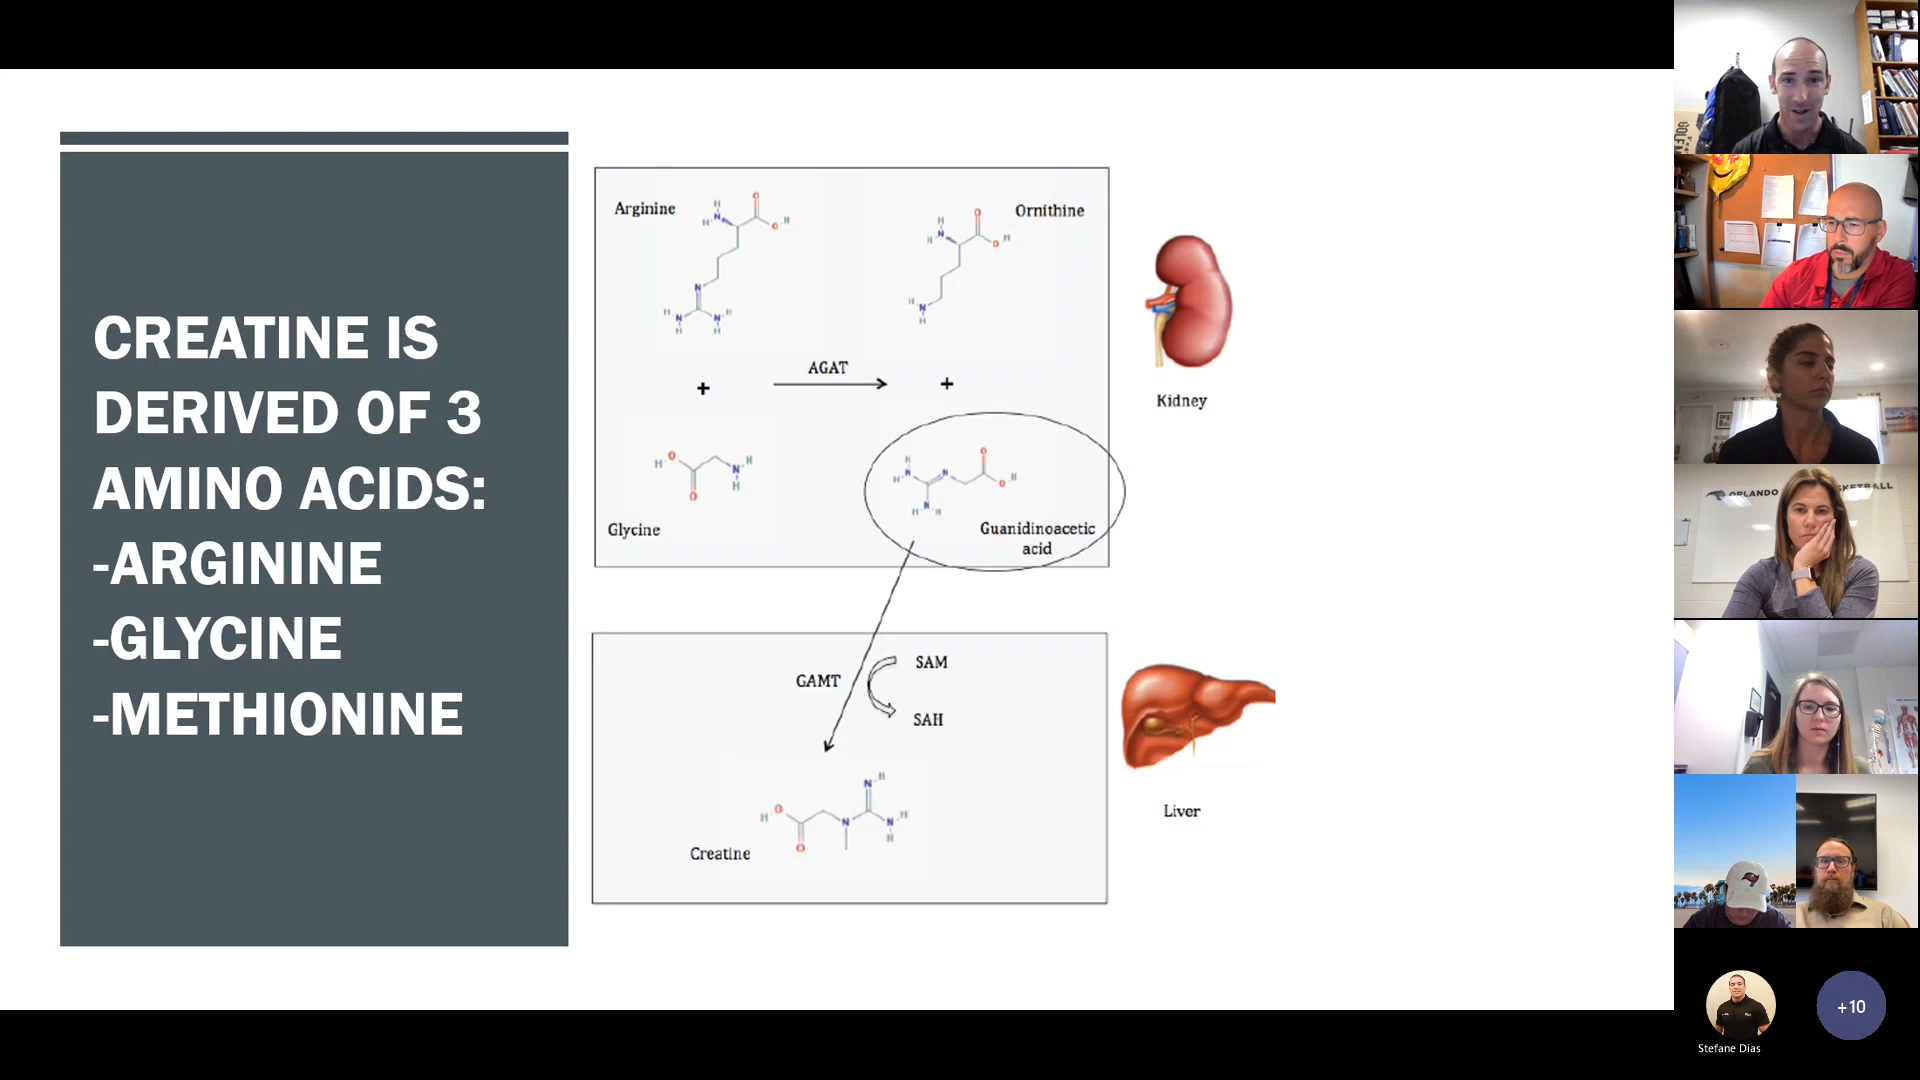 CREATINE IS
DERIVED OF 3
AMINO ACIDS:
-ARGININE
-GLYCINE
-METHIONINE
Arginine
Ornithine
+
AGAT
+
Kidney
Glycine
Guanidinoacetic
acid
GAMT
SAM
SAH
Creatine
Liver
ORLANDO
Stefane Dias
+10